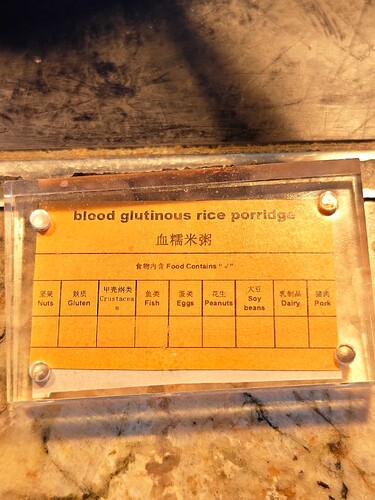 blood glutinous rice porridge
血糯米粥
食物内含 Food Contains "√"
坚果 麸质 甲壳纲类 鱼类 蛋类 花生 大豆 乳制品 猪肉
Nuts Gluten Crustacea Fish Eggs Peanuts Soy Dairy Pork
n beans